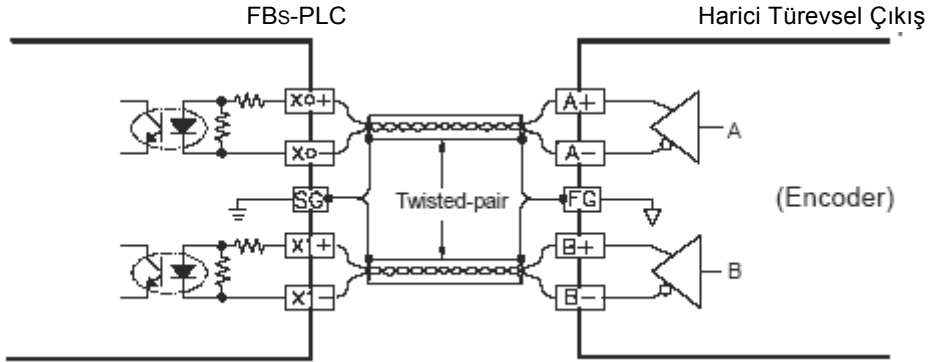 FBs-PLC
Harici Türevsel Çıkış
X0+
A+
A
X0-
A-
SG
Twisted-pair
FG
(Encoder)
X1+
B+
B
X1-
B-